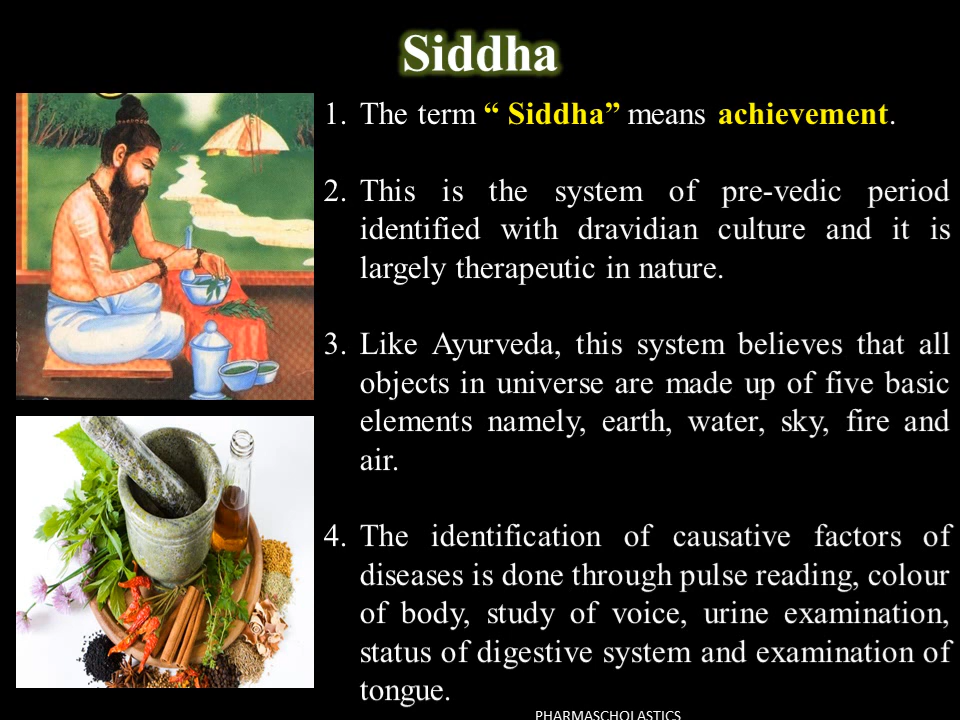 Siddha
1. The term “ Siddha” means achievement.
2. This is the system of pre-vedic period
identified with dravidian culture and it is
largely therapeutic in nature.
3. Like Ayurveda, this system believes that all
objects in universe are made up of five basic
elements namely, earth, water, sky, fire and
air.
4. The identification of causative factors of
diseases is done through pulse reading, colour
of body, study of voice, urine examination,
status of digestive system and examination of
tongue.
PHARMASCHOLASTICS